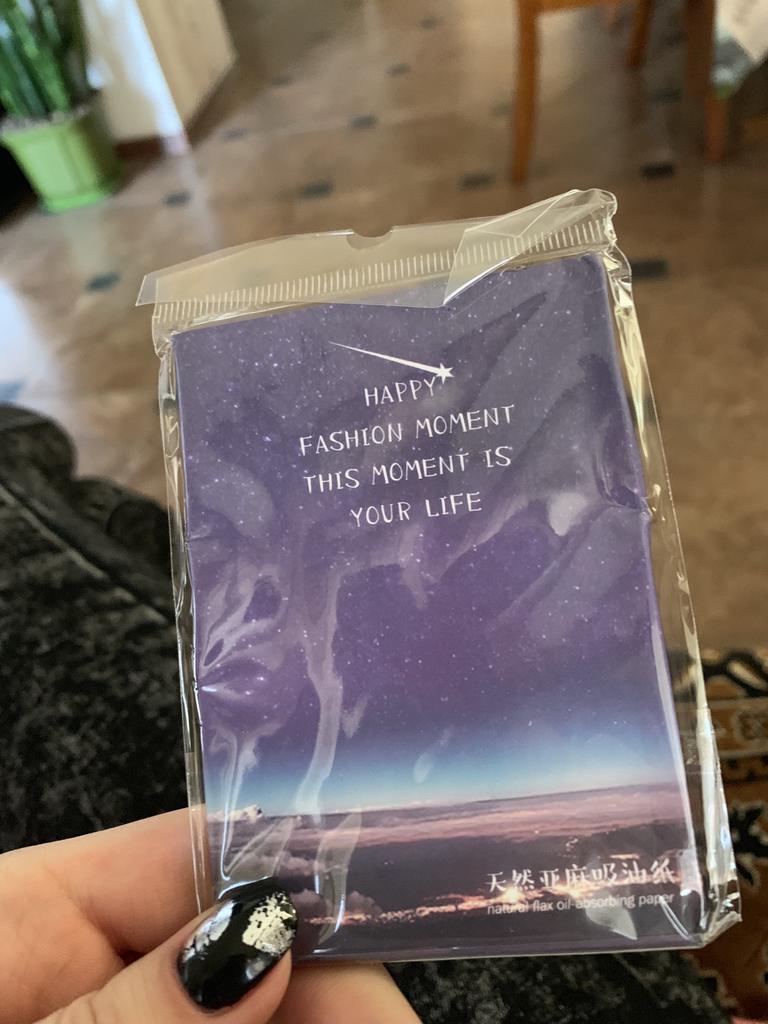 HAPPY
FASHION MOMENT
THIS MOMENT IS
YOUR LIFE
天然亚麻吸油纸
natural flax oil-absorbing paper